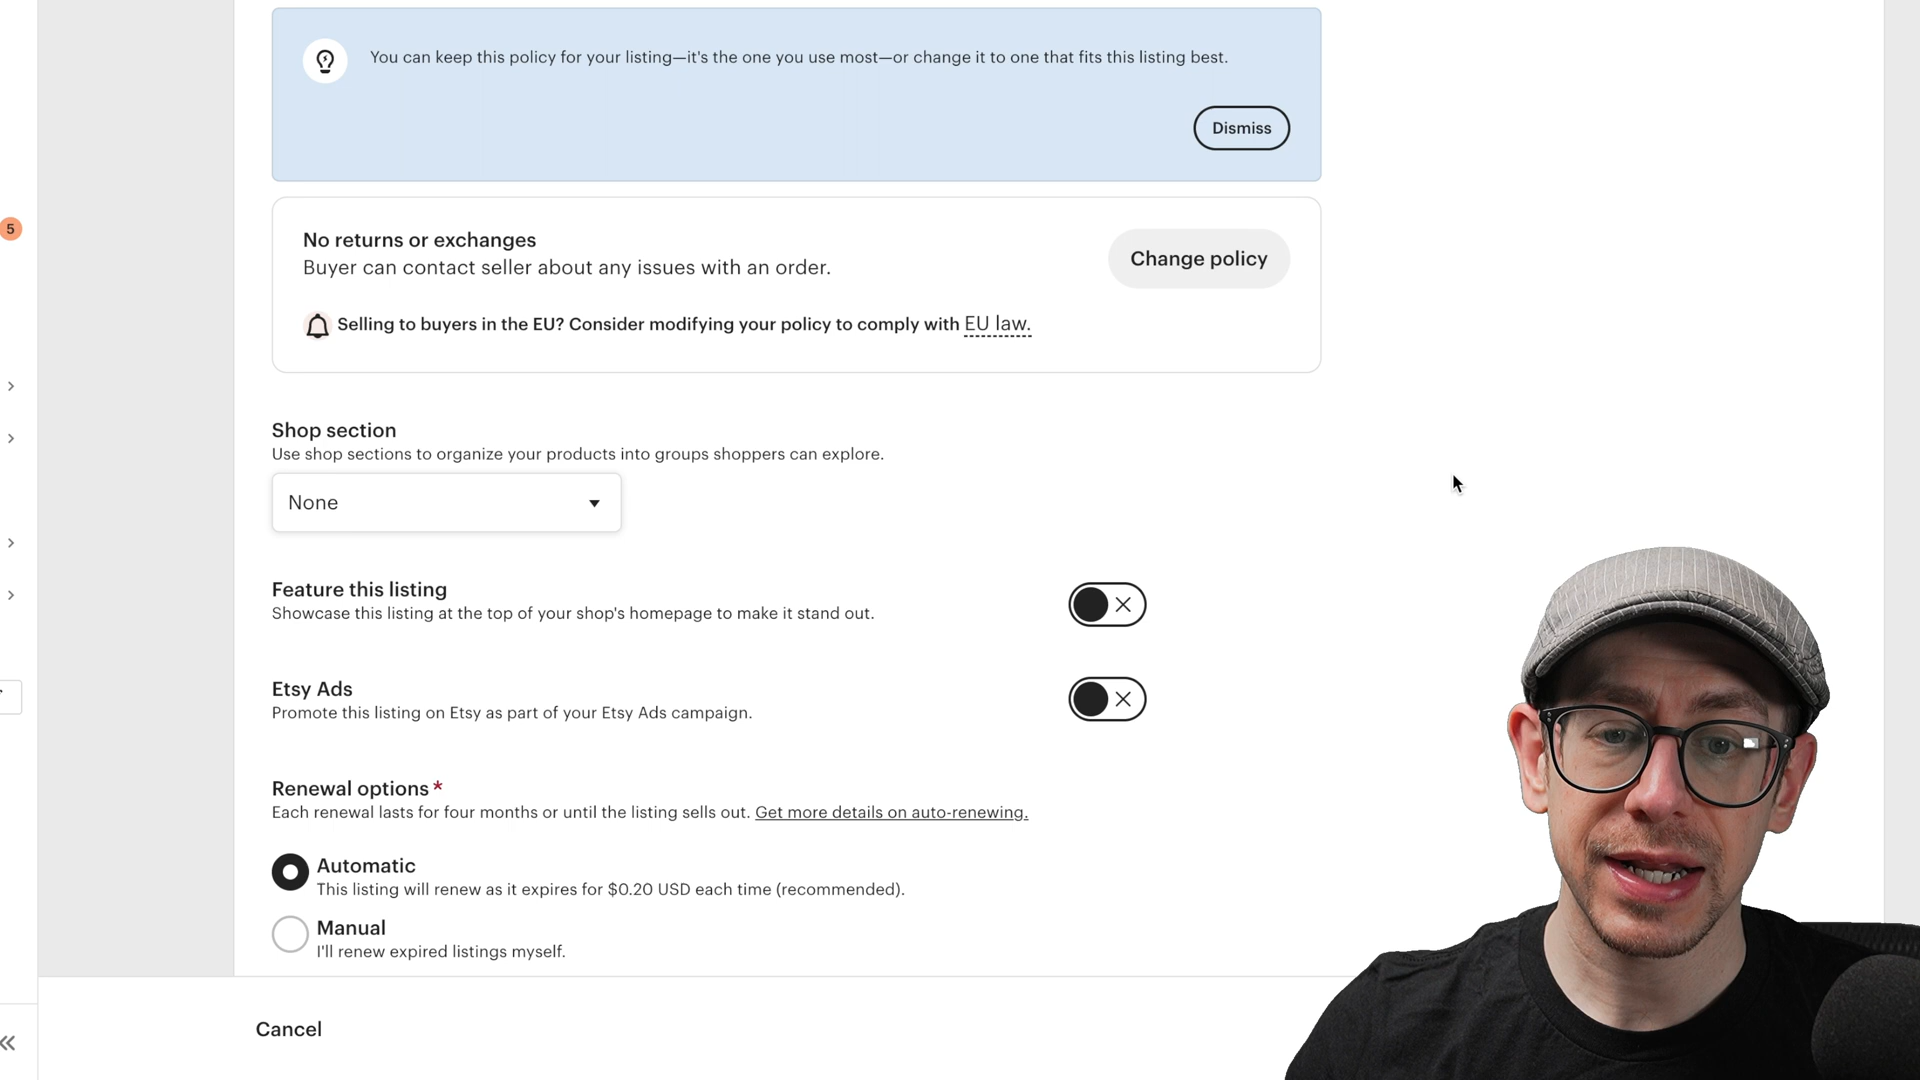 You can keep this policy for your listing—it's the one you use most—or change it to one that fits this listing best.
Dismiss
5
No returns or exchanges
Buyer can contact seller about any issues with an order.
Change policy
Selling to buyers in the EU? Consider modifying your policy to comply with EU law.
Shop section
Use shop sections to organize your products into groups shoppers can explore.
None
Feature this listing
Showcase this listing at the top of your shop's homepage to make it stand out.
Etsy Ads
Promote this listing on Etsy as part of your Etsy Ads campaign.
Renewal options *
Each renewal lasts for four months or until the listing sells out. Get more details on auto-renewing.
Automatic
This listing will renew as it expires for $0.20 USD each time (recommended).
Manual
I'll renew expired listings myself.
Cancel